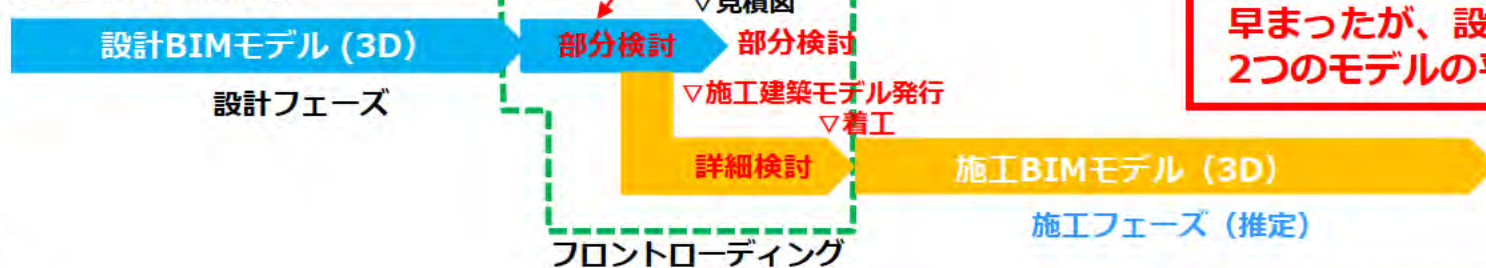 ▽見積図
早まったが、設
設計BIMモデル (3D)
部分検討
部分検討
2つのモデルの
設計フェーズ
▽施工建築モデル発行
▽着工
詳細検討
施工BIMモデル (3D)
施工フェーズ (推定)
フロントローディング